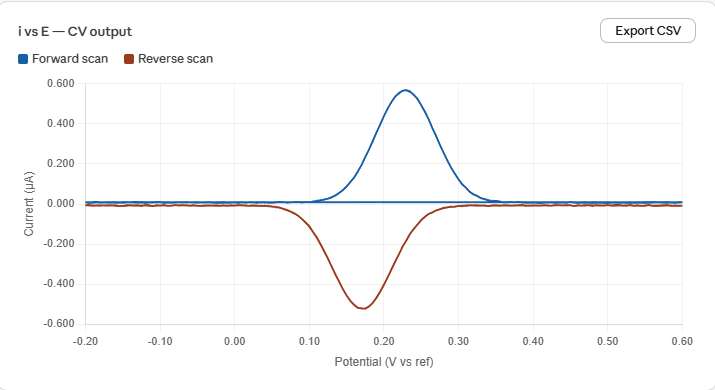 i vs E — CV output
Export CSV
Forward scan
Reverse scan
0.600
0.400
0.200
0.000
-0.200
-0.400
-0.600
Current (μA)
-0.20
-0.10
0.00
0.10
0.20
0.30
0.40
0.50
0.60
Potential (V vs ref)